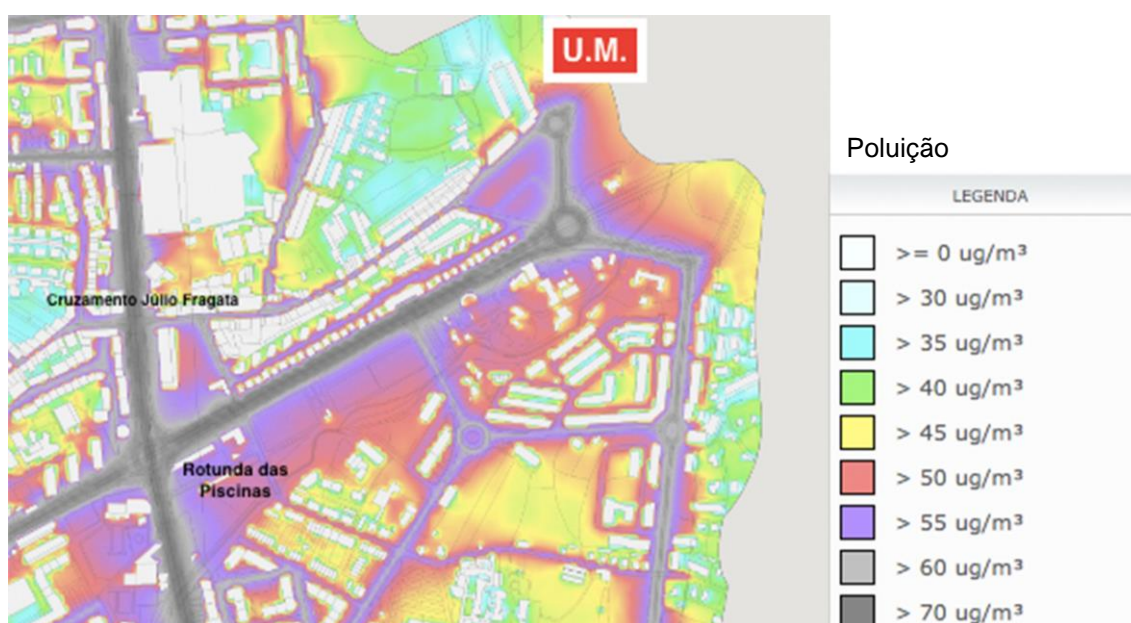 U.M.
Poluição
LEGENDA
>= 0 ug/m³
> 30 ug/m³
> 35 ug/m³
Cruzamento Júlio Fragata
> 40 ug/m³
> 45 ug/m³
Rotunda das
Piscinas
> 50 ug/m³
> 55 ug/m³
> 60 ug/m³
> 70 ug/m³